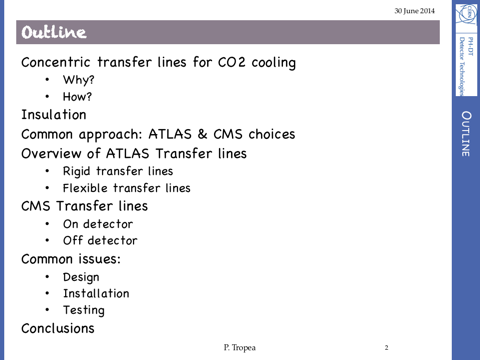 30 June 2014
Outline
Concentric transfer lines for CO2 cooling
• Why?
• How?
Insulation
Common approach: ATLAS & CMS choices
Overview of ATLAS Transfer lines
• Rigid transfer lines
• Flexible transfer lines
CMS Transfer lines
• On detector
• Off detector
Common issues:
• Design
• Installation
• Testing
Conclusions
P. Tropea
2
PH-DT
Detector Technologies
OUTLINE